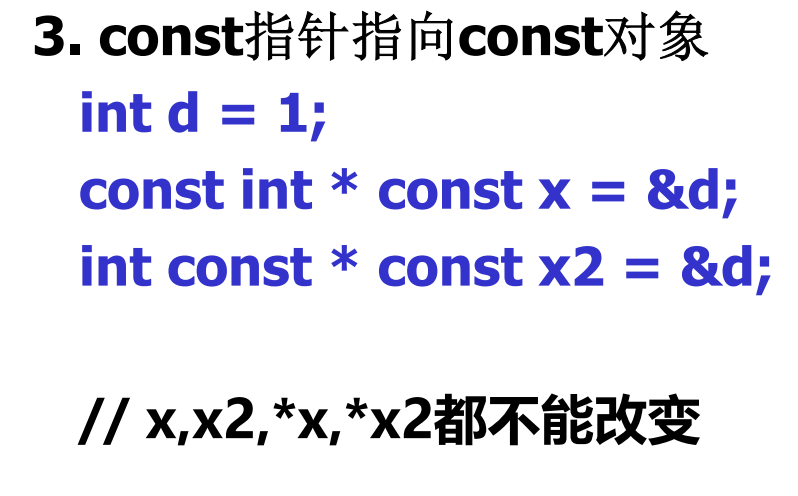 3. const指针指向const对象
int d = 1;
const int * const x = &d;
int const * const x2 = &d;
// x,x2,*x,*x2都不能改变